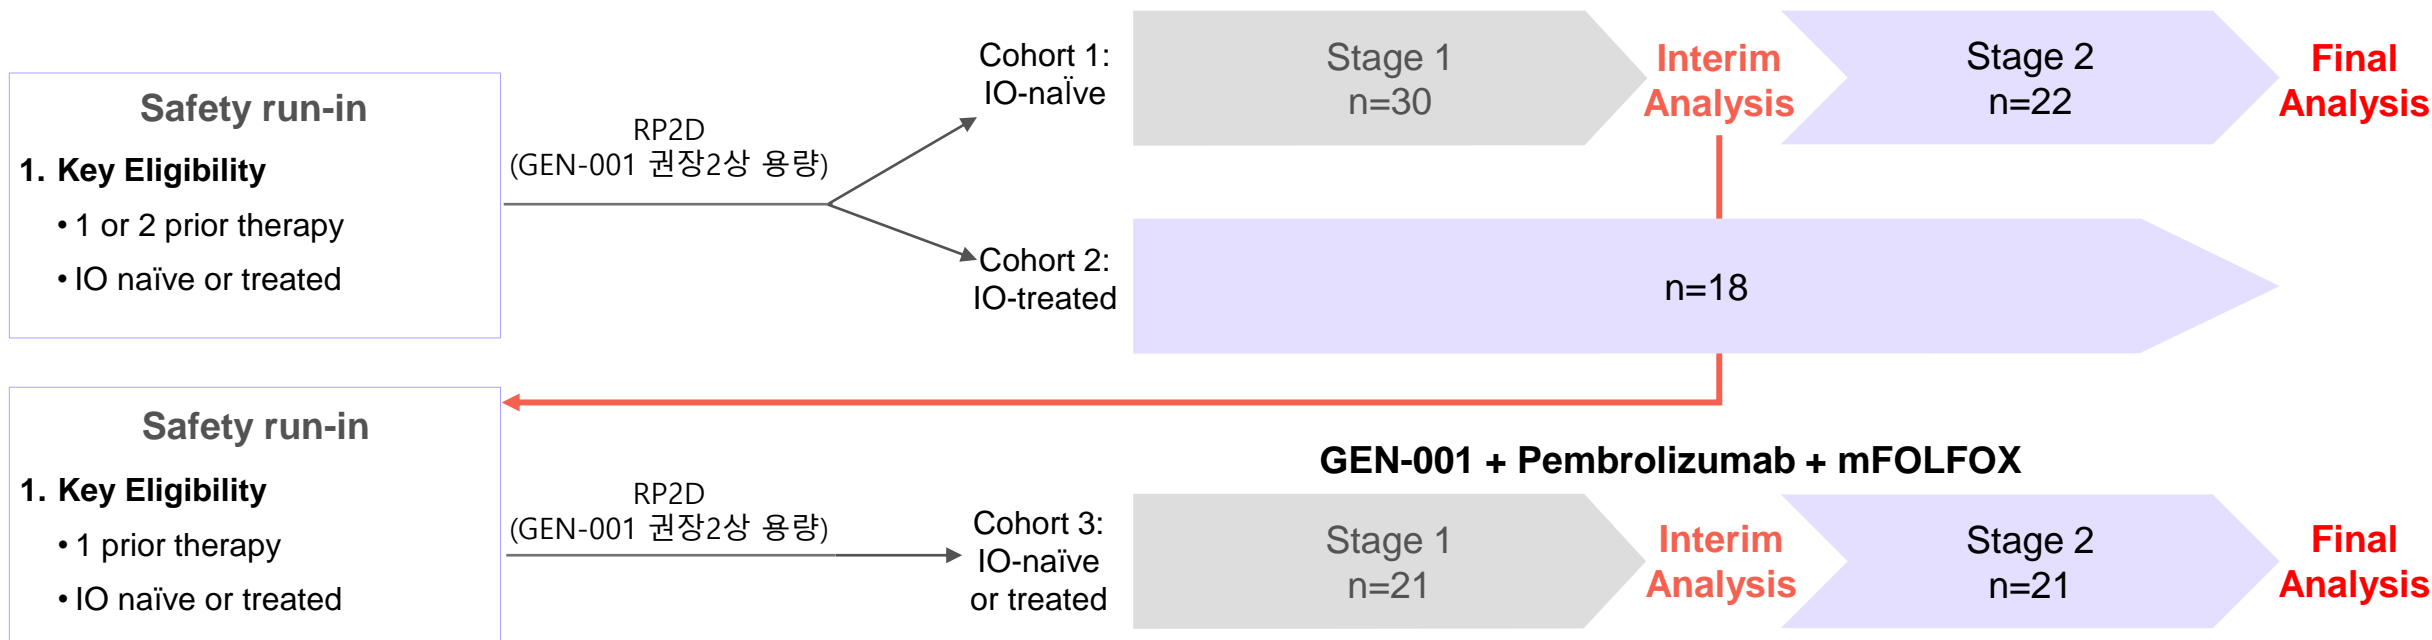 Safety run-in
1. Key Eligibility
• 1 or 2 prior therapy
• IO naïve or treated
RP2D
(GEN-001 권장2상 용량)
Cohort 1:
IO-naÏve
Stage 1
n=30
Interim
Analysis
Stage 2
n=22
Final
Analysis
Cohort 2:
IO-treated
n=18
Safety run-in
1. Key Eligibility
• 1 prior therapy
• IO naïve or treated
RP2D
(GEN-001 권장2상 용량)
Cohort 3:
IO-naïve
or treated
GEN-001 + Pembrolizumab + mFOLFOX
Stage 1
n=21
Interim
Analysis
Stage 2
n=21
Final
Analysis